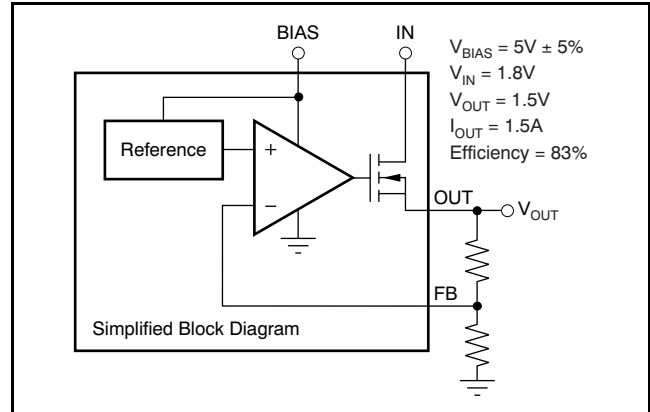 BIAS
IN
V_BIAS = 5V ± 5%
V_IN = 1.8V
V_OUT = 1.5V
I_OUT = 1.5A
Efficiency = 83%
Reference
+
−
OUT
V_OUT
FB
Simplified Block Diagram